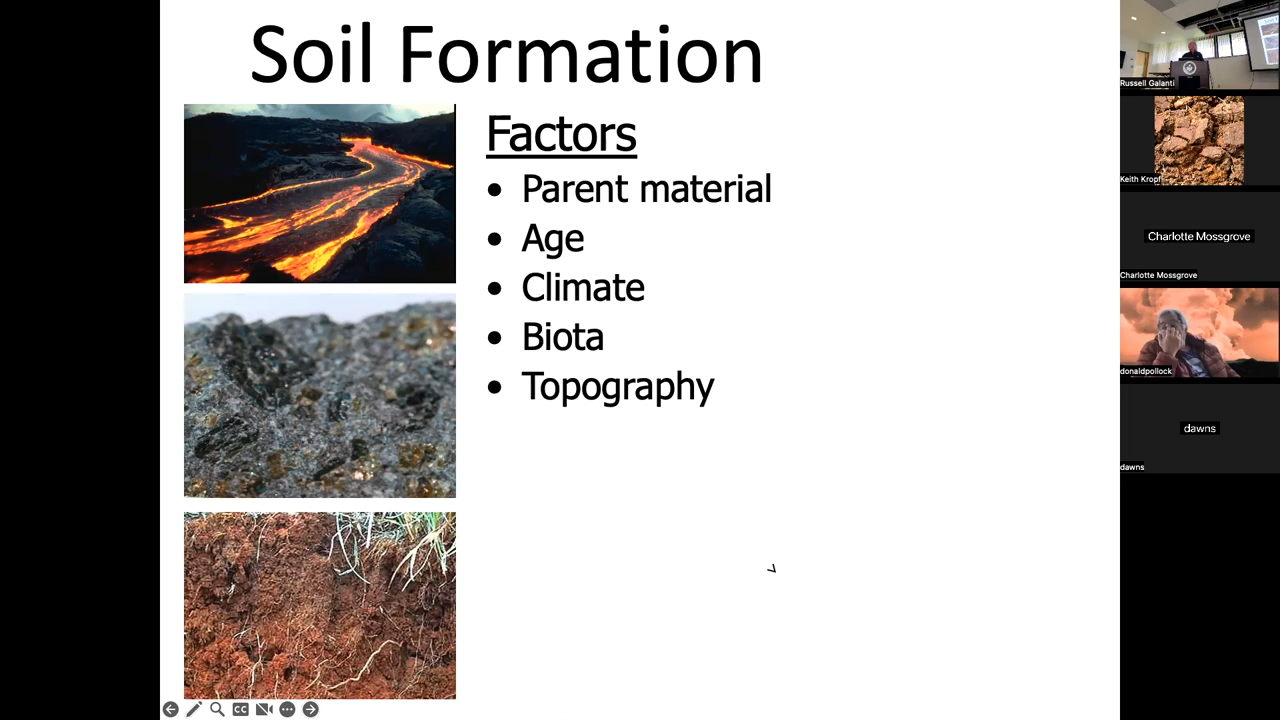 Soil Formation
Factors
• Parent material
• Age
• Climate
• Biota
• Topography
Russell Galanti
Keith Kropf
Charlotte Mossgrove
Charlotte Mossgrove
donaldpollock
dawns
dawns
CC